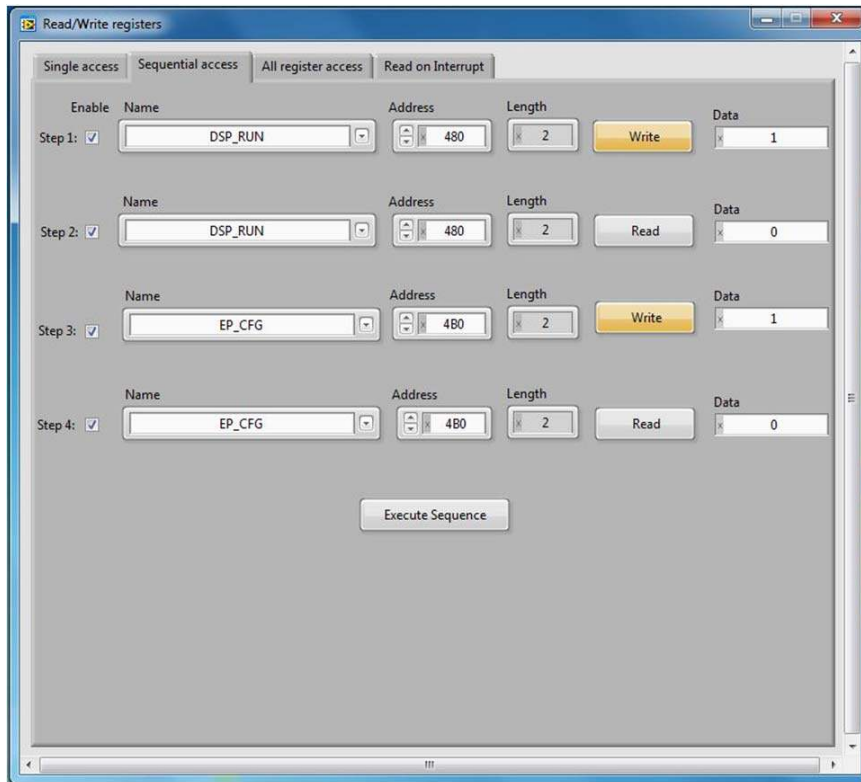 Read/Write registers
Single access Sequential access All register access Read on Interrupt
Enable Name Address Length Data
Step 1: DSP_RUN x 480 x 2 Write x 1
Name Address Length Data
Step 2: DSP_RUN x 480 x 2 Read x 0
Name Address Length Data
Step 3: EP_CFG x 4B0 x 2 Write x 1
Name Address Length Data
Step 4: EP_CFG x 4B0 x 2 Read x 0
Execute Sequence